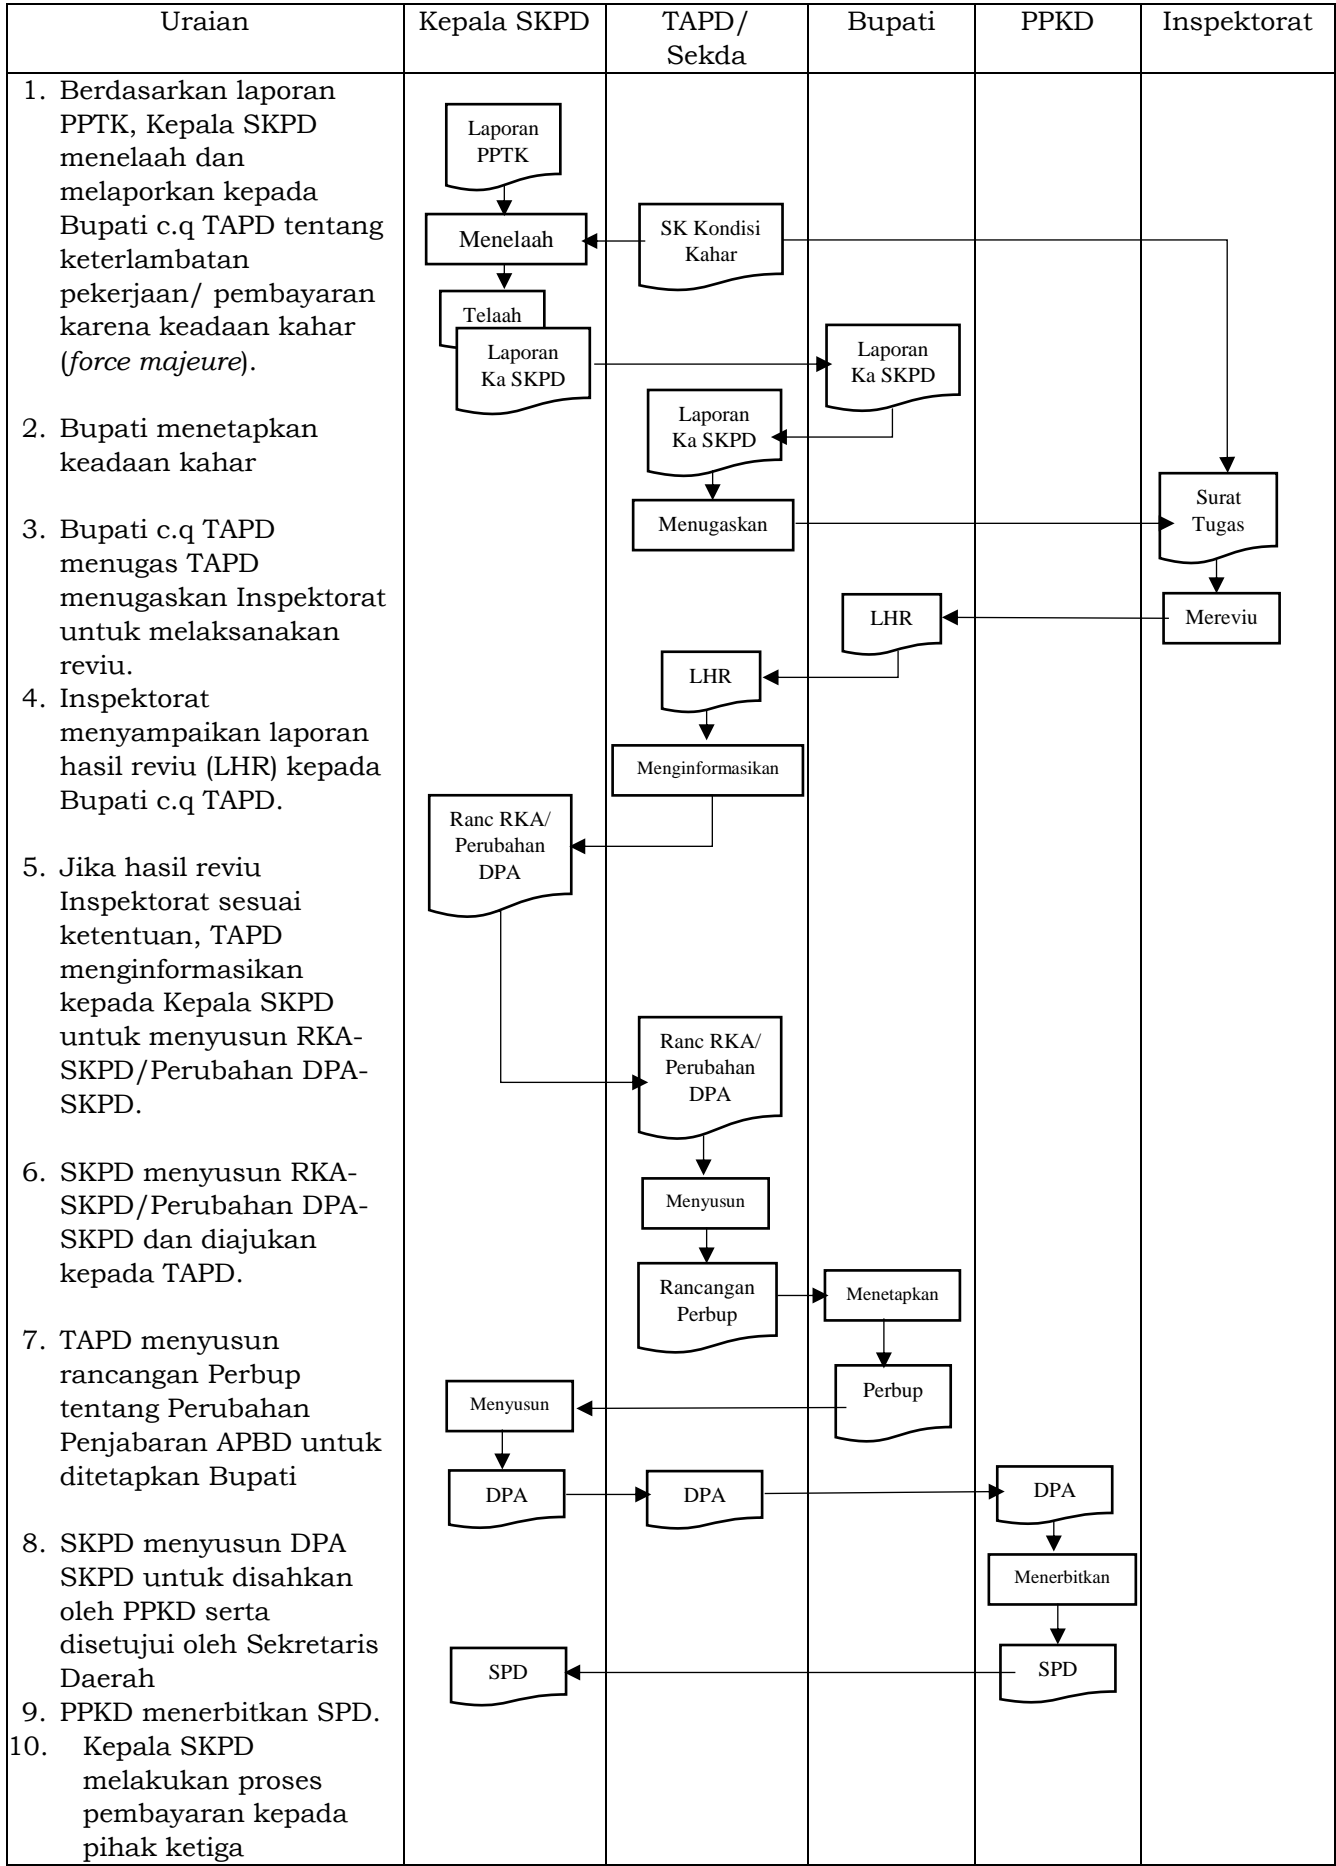 Uraian
Kepala SKPD
TAPD/
Sekda
Bupati
PPKD
Inspektorat
1. Berdasarkan laporan
PPTK, Kepala SKPD
menelaah dan
melaporkan kepada
Bupati c.q TAPD tentang
keterlambatan
pekerjaan/ pembayaran
karena keadaan kahar
(force majeure).
2. Bupati menetapkan
keadaan kahar
3. Bupati c.q TAPD
menugas TAPD
menugaskan Inspektorat
untuk melaksanakan
reviu.
4. Inspektorat
menyampaikan laporan
hasil reviu (LHR) kepada
Bupati c.q TAPD.
5. Jika hasil reviu
Inspektorat sesuai
ketentuan, TAPD
menginformasikan
kepada Kepala SKPD
untuk menyusun RKA-
SKPD/Perubahan DPA-
SKPD.
6. SKPD menyusun RKA-
SKPD/Perubahan DPA-
SKPD dan diajukan
kepada TAPD.
7. TAPD menyusun
rancangan Perbup
tentang Perubahan
Penjabaran APBD untuk
ditetapkan Bupati
8. SKPD menyusun DPA
SKPD untuk disahkan
oleh PPKD serta
disetujui oleh Sekretaris
Daerah
9. PPKD menerbitkan SPD.
10. Kepala SKPD
melakukan proses
pembayaran kepada
pihak ketiga
Laporan
PPTK
Menelaah
SK Kondisi
Kahar
Telaah
Laporan
Ka SKPD
Laporan
Ka SKPD
Laporan
Ka SKPD
Menugaskan
Surat
Tugas
Mereviu
LHR
LHR
Menginformasikan
Ranc RKA/
Perubahan
DPA
Ranc RKA/
Perubahan
DPA
Menyusun
Rancangan
Perbup
Menetapkan
Perbup
Menyusun
DPA
DPA
DPA
Menerbitkan
SPD
SPD